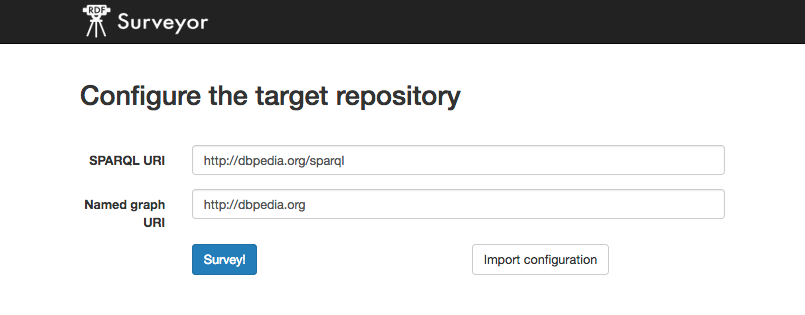 RDF
Surveyor
Configure the target repository
SPARQL URI
http://dbpedia.org/sparql
Named graph
URI
http://dbpedia.org
Survey!
Import configuration